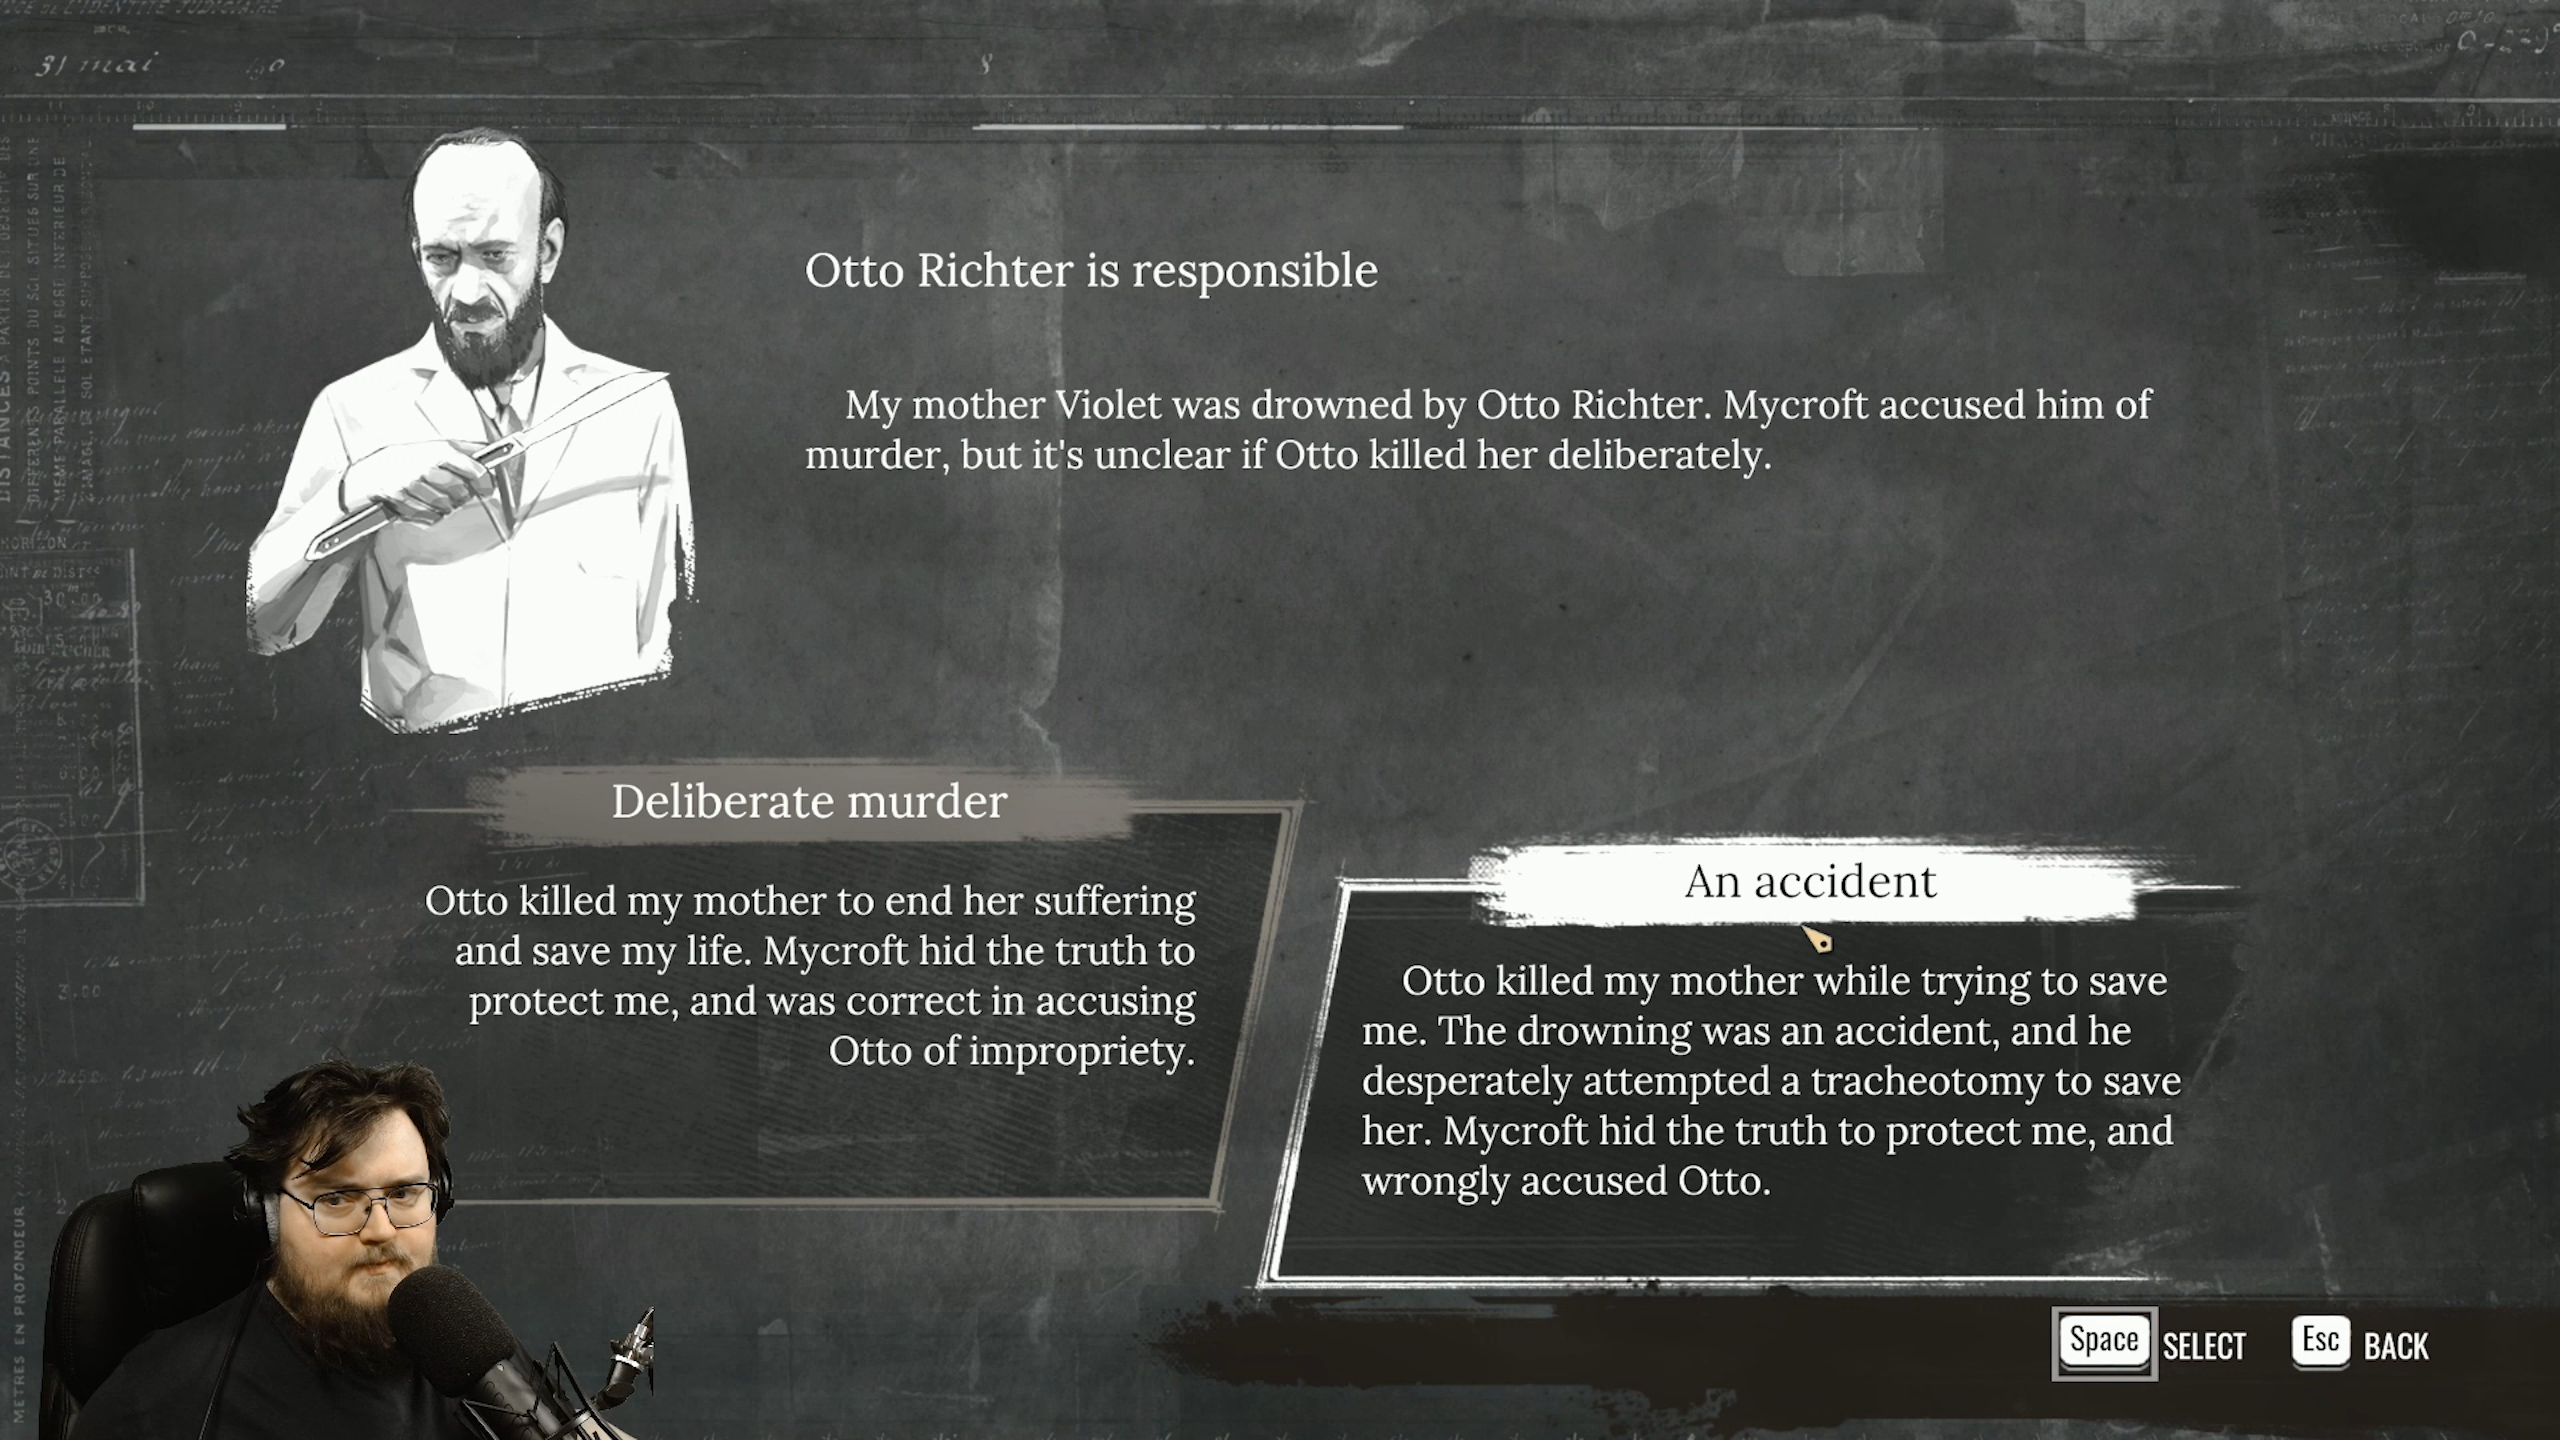 31 mai
Otto Richter is responsible
My mother Violet was drowned by Otto Richter. Mycroft accused him of
murder, but it's unclear if Otto killed her deliberately.
Deliberate murder
Otto killed my mother to end her suffering
and save my life. Mycroft hid the truth to
protect me, and was correct in accusing
Otto of impropriety.
An accident
Otto killed my mother while trying to save
me. The drowning was an accident, and he
desperately attempted a tracheotomy to save
her. Mycroft hid the truth to protect me, and
wrongly accused Otto.
Space SELECT Esc BACK